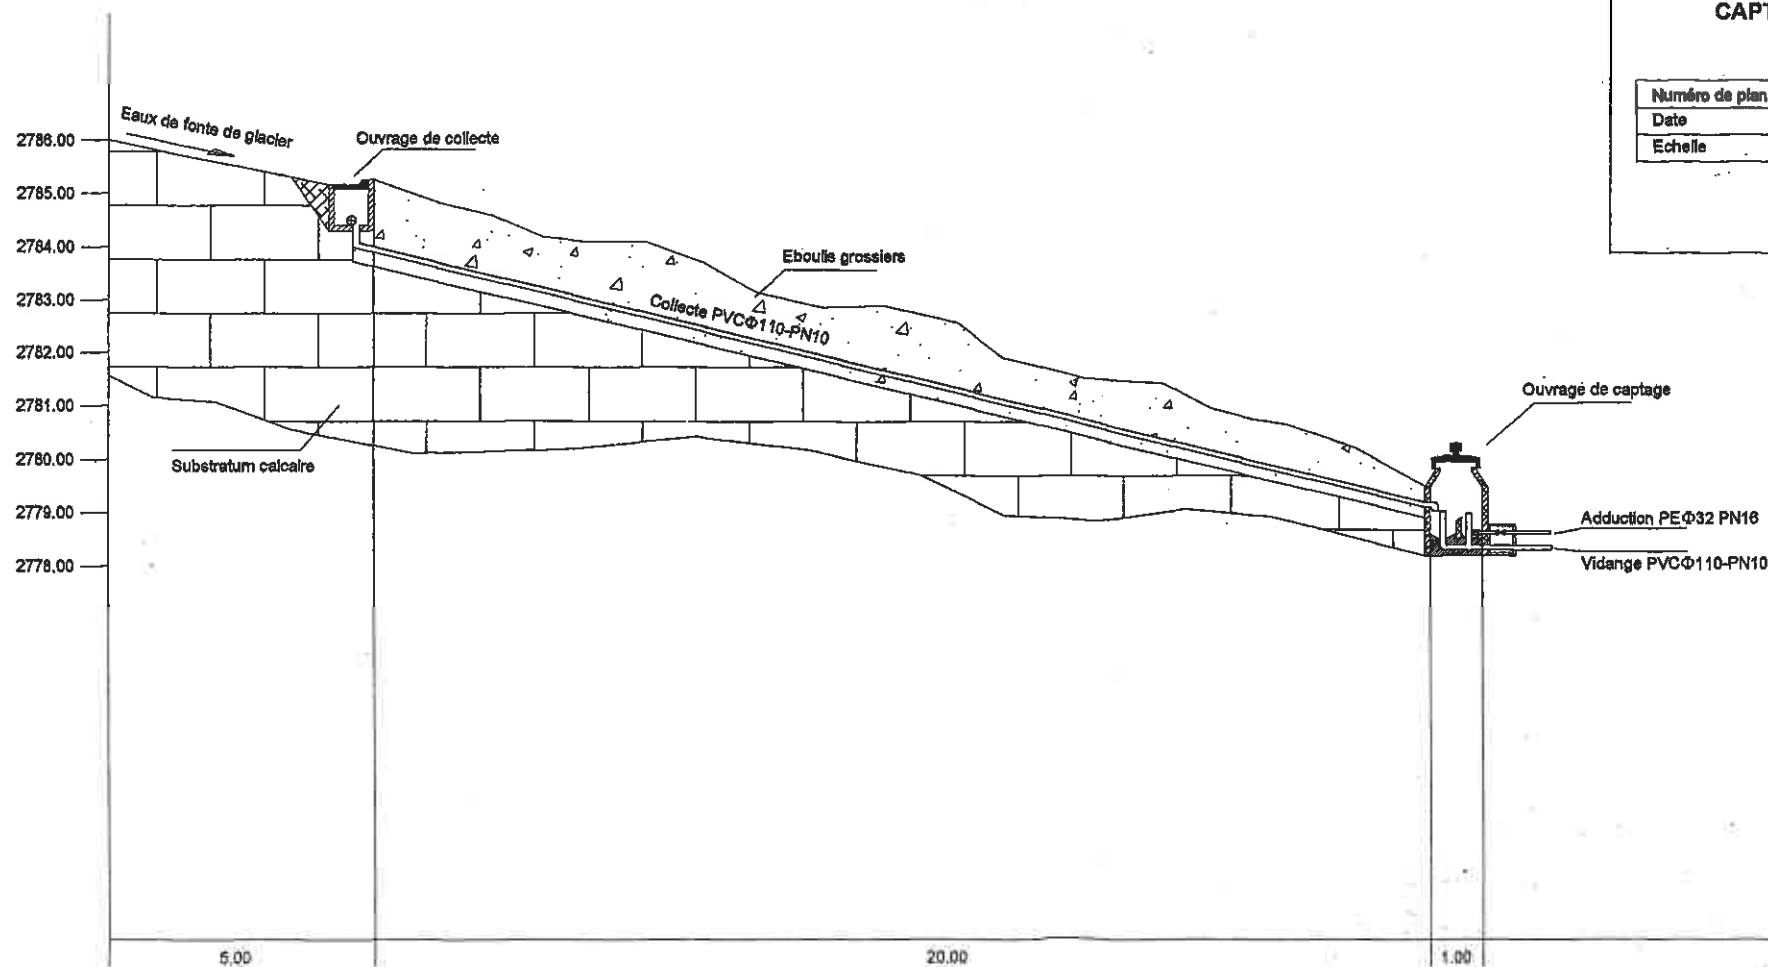 CAPT
Numéro de plan
Date
Echelle
Eaux de fonte de glacier
Ouvrage de collecte
2786.00
2785.00
2784.00
2783.00
2782.00
2781.00
2780.00
2779.00
2778.00
Eboulis grossiers
Collecte PVCΦ110-PN10
Ouvrage de captage
Substratum calcaire
Adduction PEΦ32 PN16
Vidange PVCΦ110-PN10
5.00
20.00
1.00